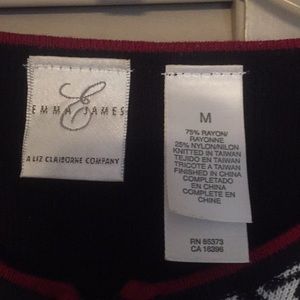 EMMA JAMES
A LIZ CLAIBORNE COMPANY
M
75% RAYON/
RAYONNE
25% NYLON/NILON
KNITTED IN TAIWAN
TEJIDO EN TAIWAN
TRICOTE A TAIWAN
FINISHED IN CHINA
COMPLETADO
EN CHINA
COMPLETE EN
CHINE
RN 85373
CA 16396